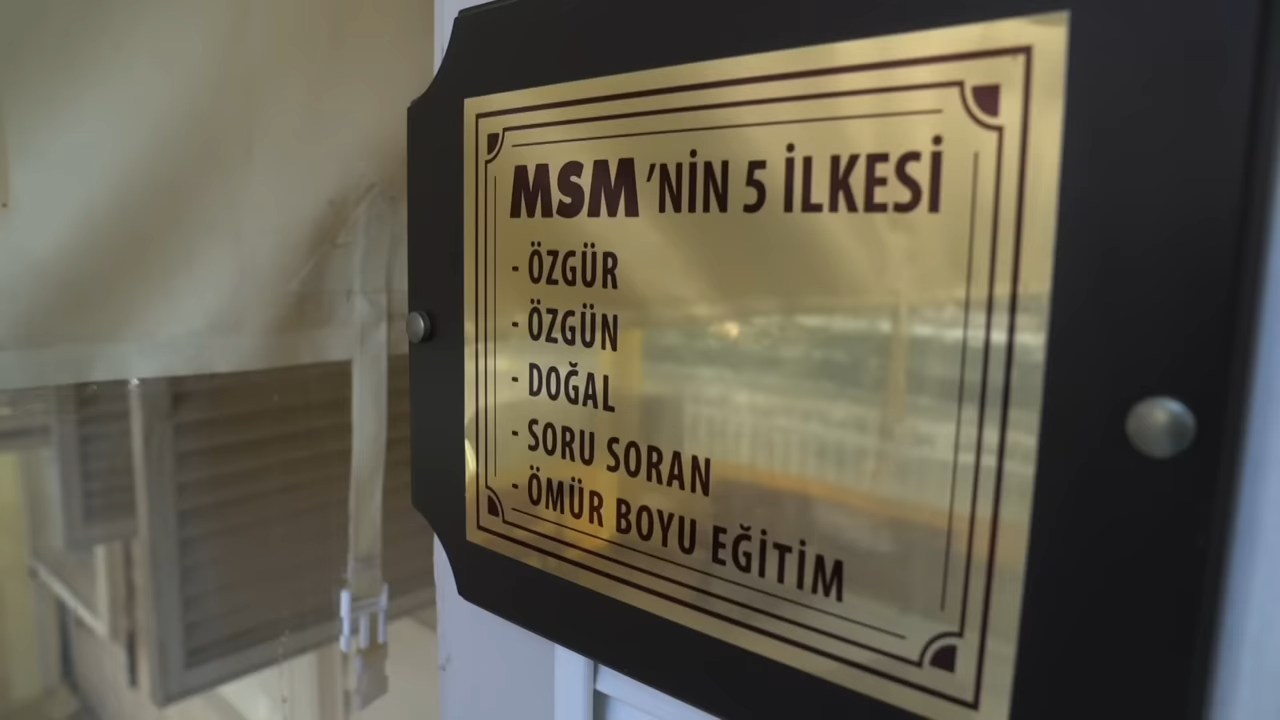 MSM'NİN 5 İLKESİ
- ÖZGÜR
- ÖZGÜN
- DOĞAL
- SORU SORAN
- ÖMÜR BOYU EĞİTİM